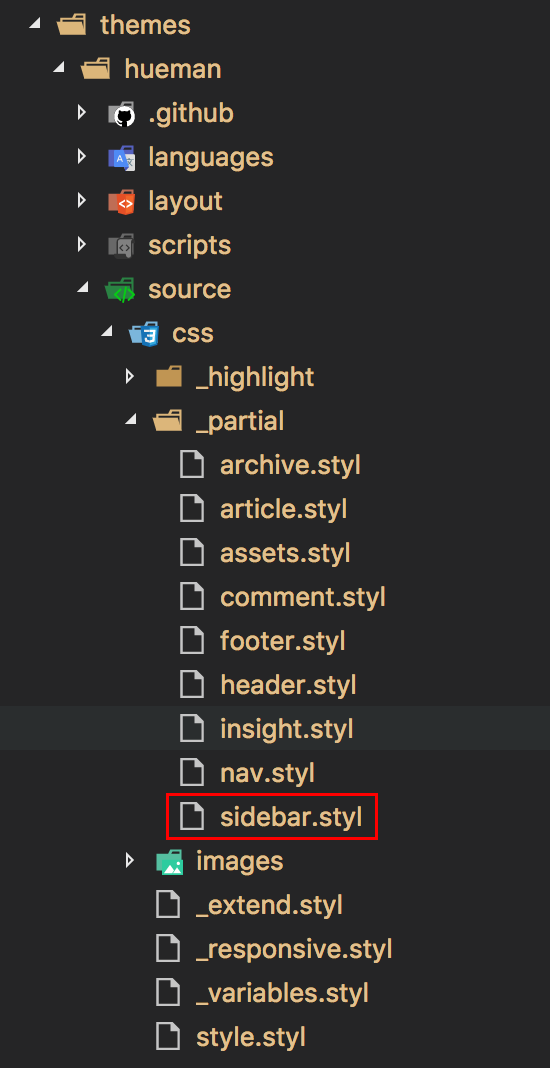 themes
hueman
.github
languages
layout
scripts
source
css
_highlight
_partial
archive.styl
article.styl
assets.styl
comment.styl
footer.styl
header.styl
insight.styl
nav.styl
sidebar.styl
images
_extend.styl
_responsive.styl
_variables.styl
style.styl